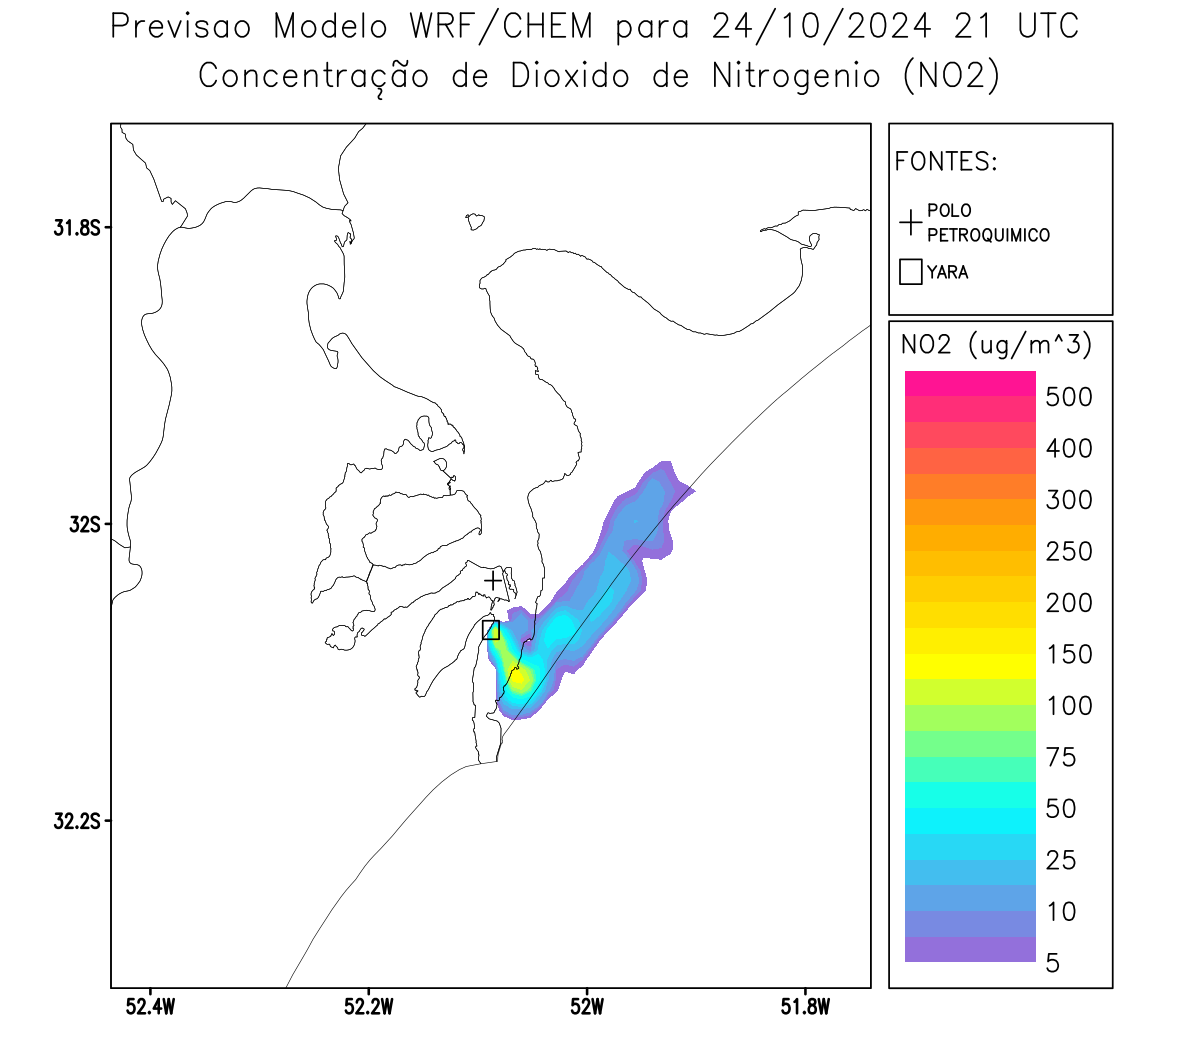 Previsao Modelo WRF/CHEM para 24/10/2024 21 UTC
Concentração de Dioxido de Nitrogenio (NO2)
FONTES:
POLO
PETROQUIMICO
YARA
NO2 (ug/m^3)
500
400
300
250
200
150
100
75
50
25
10
5
31.8S
32S
32.2S
52.4W
52.2W
52W
51.8W